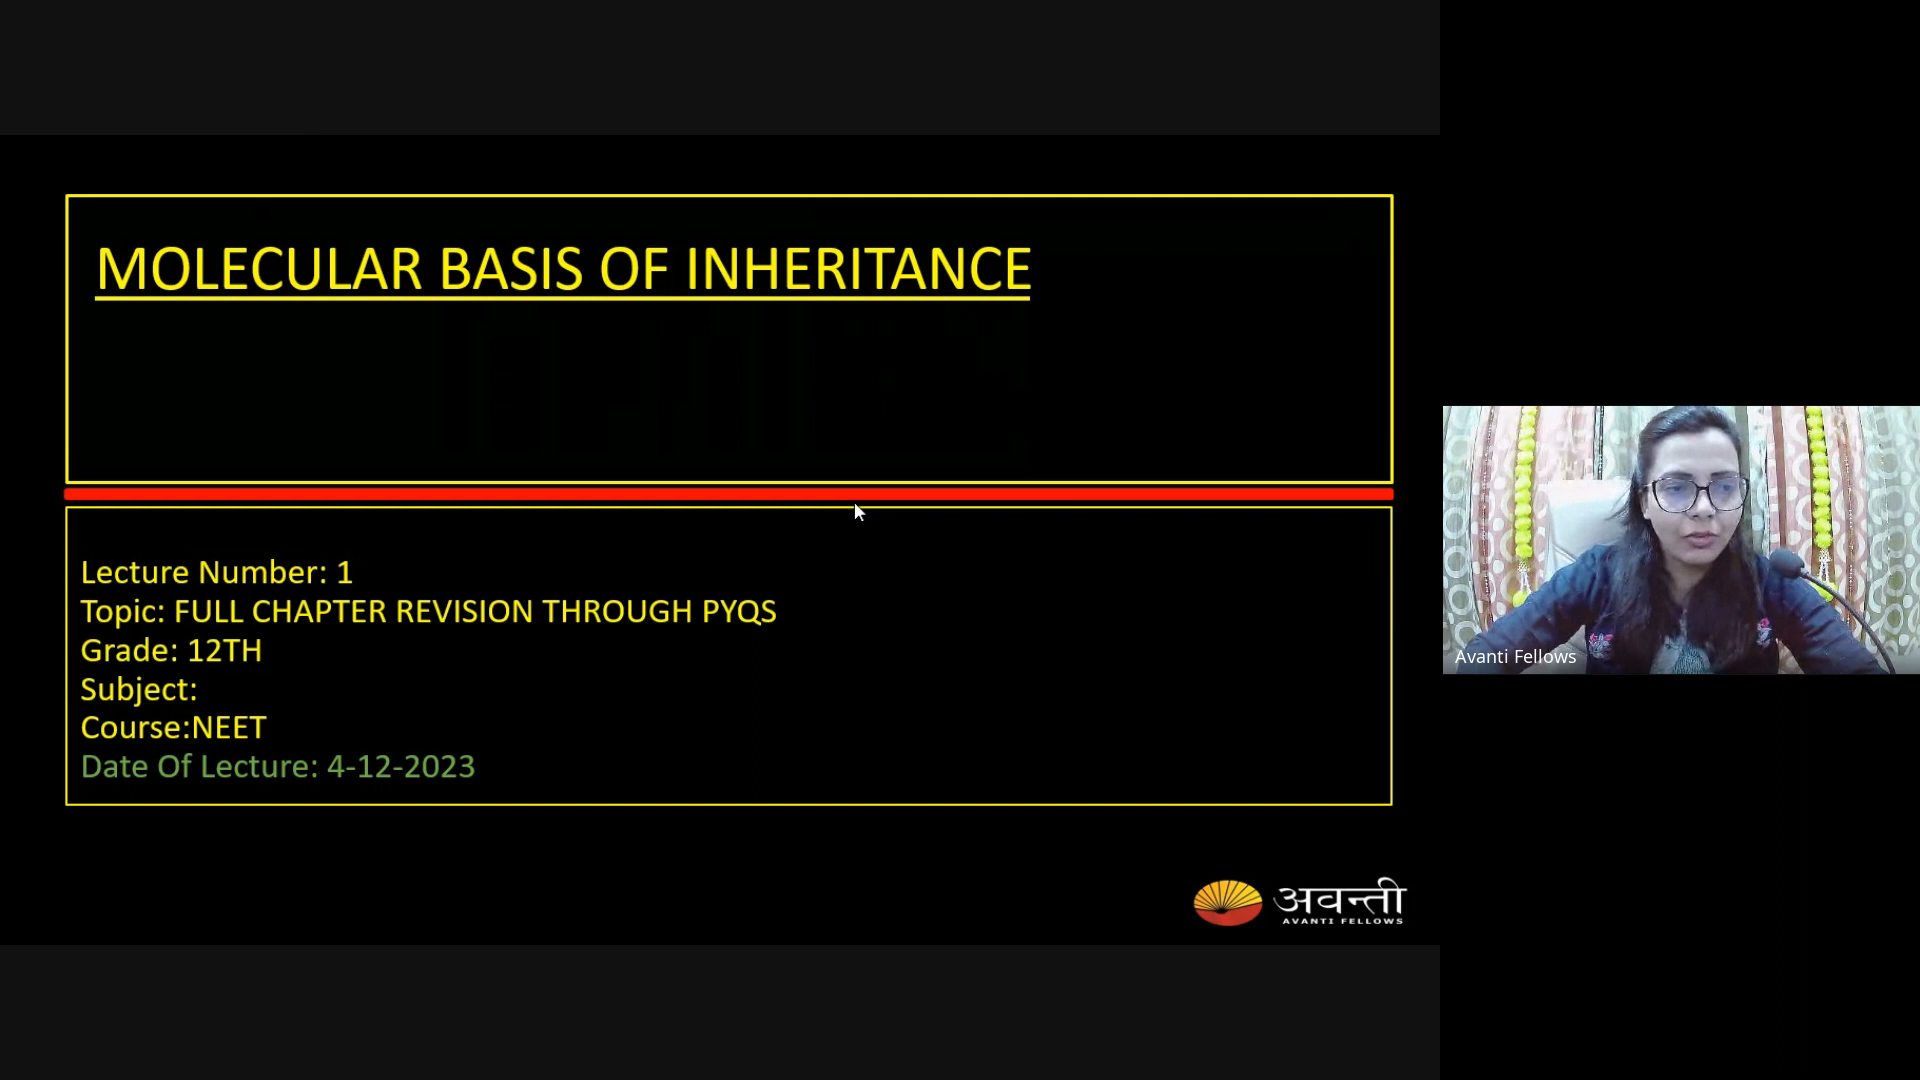 MOLECULAR BASIS OF INHERITANCE
Lecture Number: 1
Topic: FULL CHAPTER REVISION THROUGH PYQS
Grade: 12TH
Subject:
Course:NEET
Date Of Lecture: 4-12-2023
अवन्ती
AVANTI FELLOWS
Avanti Fellows